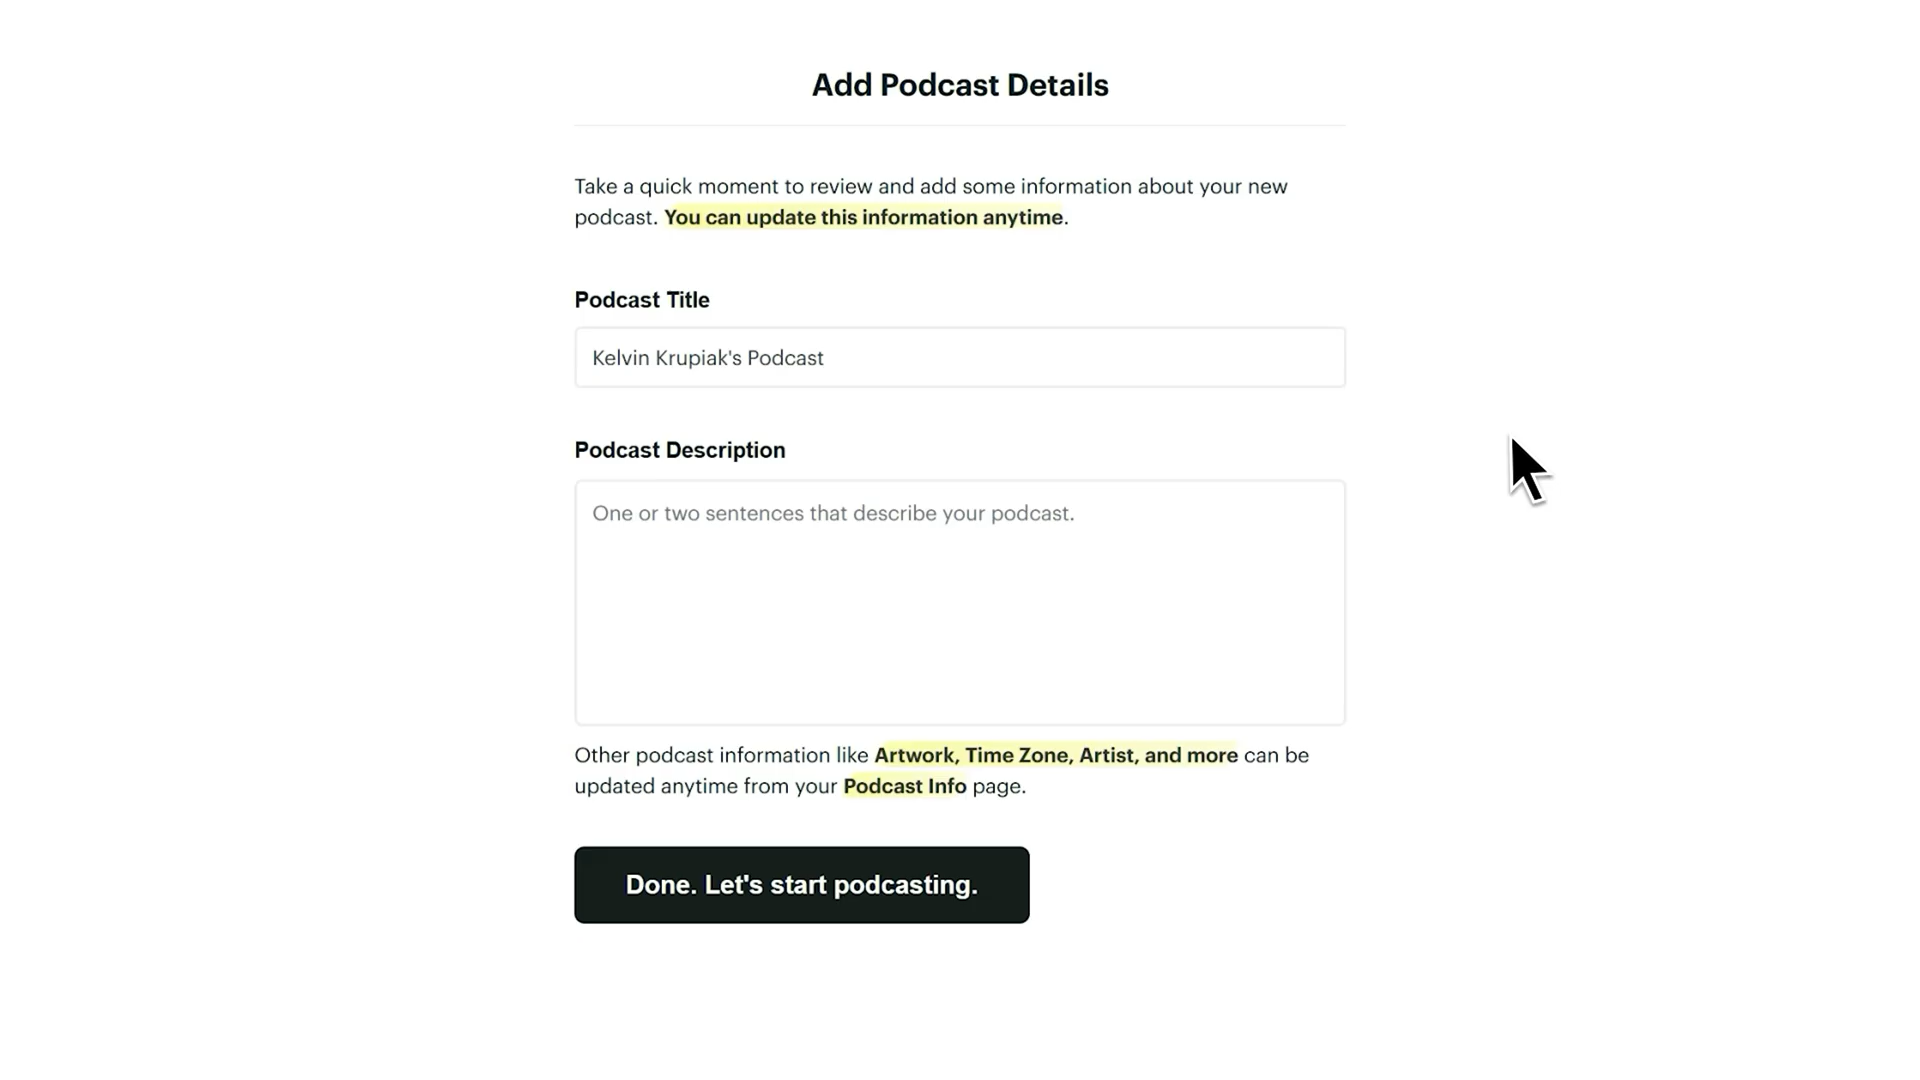 Add Podcast Details
Take a quick moment to review and add some information about your new
podcast. You can update this information anytime.
Podcast Title
Kelvin Krupiak's Podcast
Podcast Description
One or two sentences that describe your podcast.
Other podcast information like Artwork, Time Zone, Artist, and more can be
updated anytime from your Podcast Info page.
Done. Let's start podcasting.